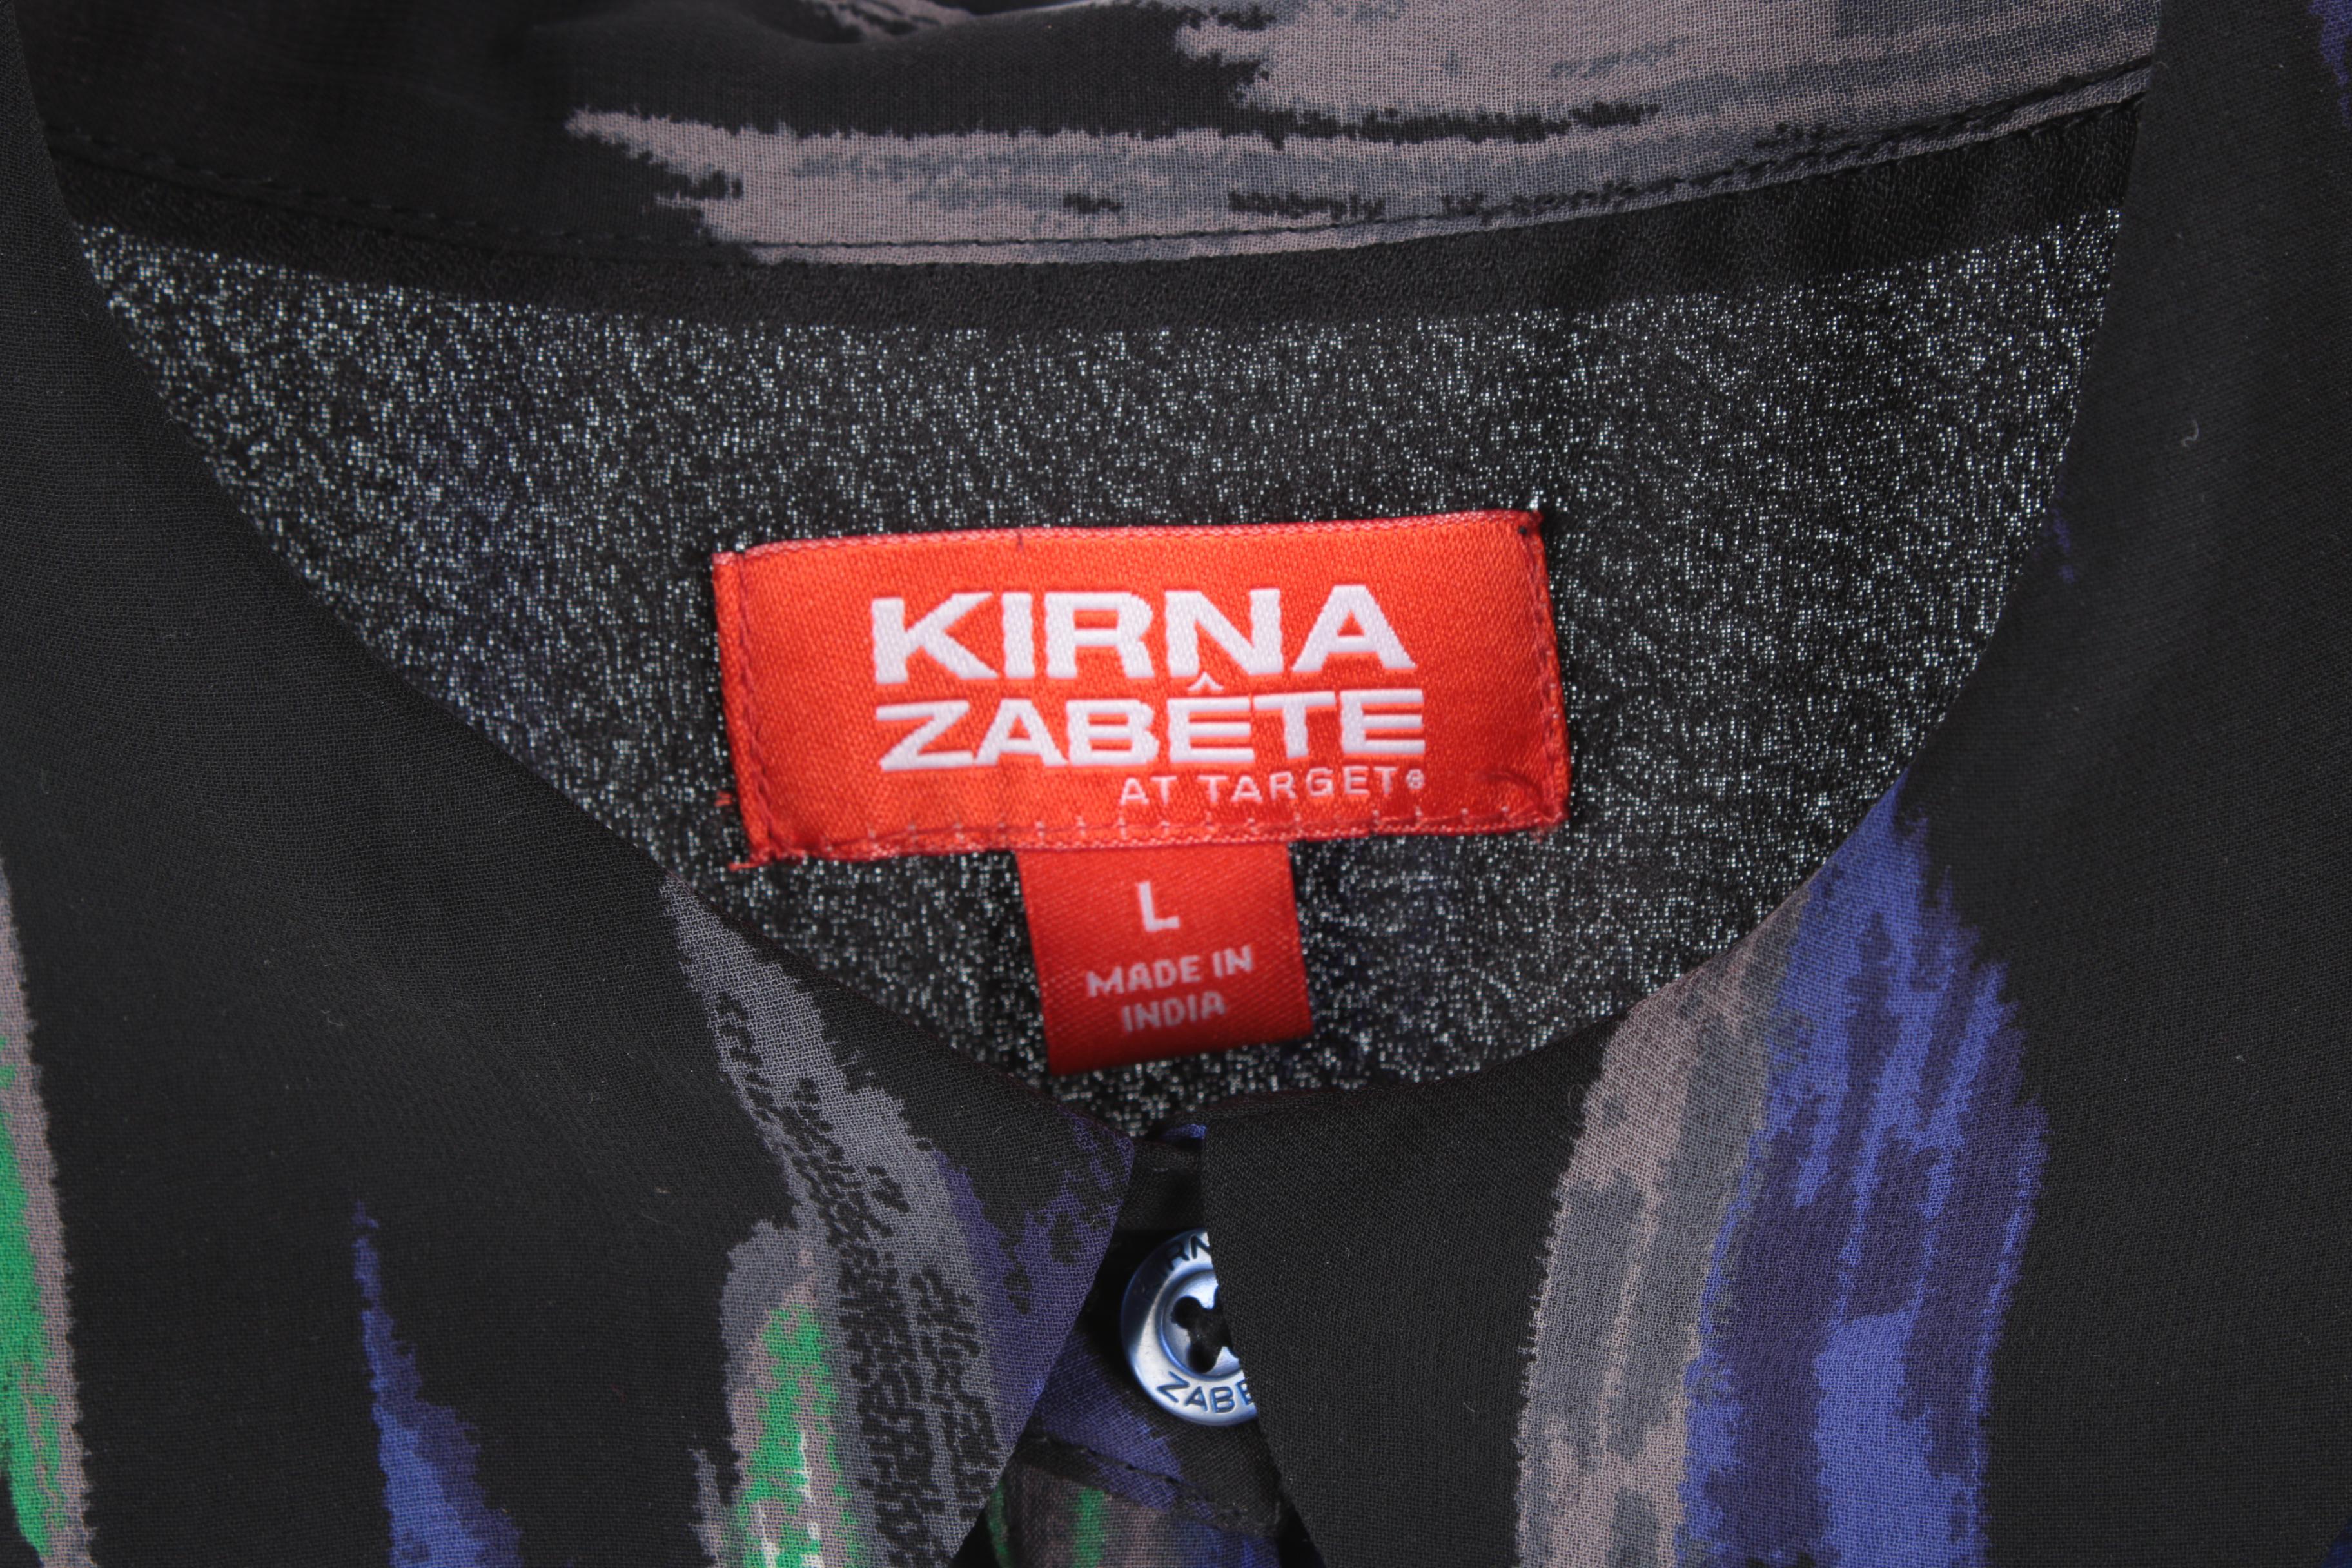 KIRNA
ZABÊTE
AT TARGET®
L
MADE IN
INDIA